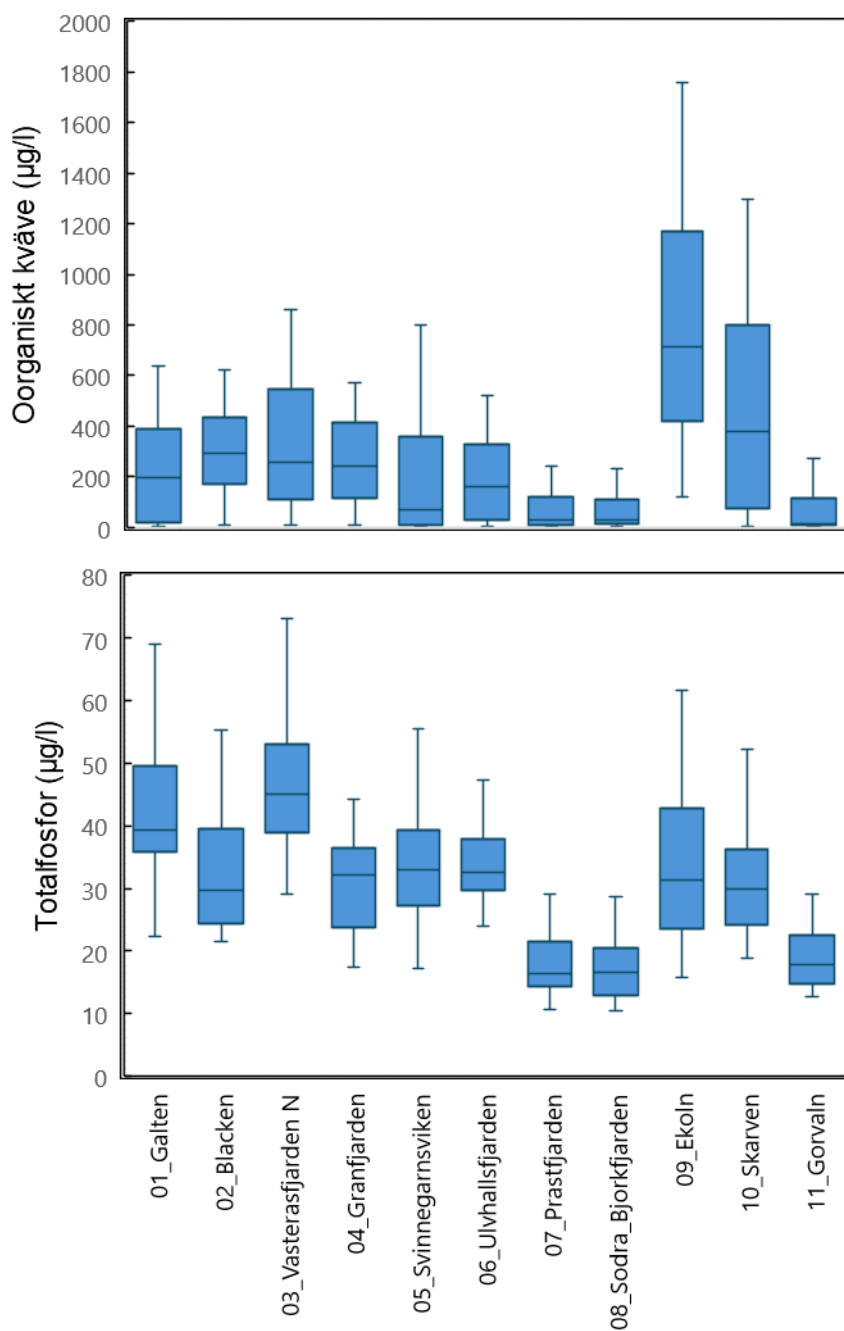 Oorganiskt kväve (µg/l)
2000
1800
1600
1400
1200
1000
800
600
400
200
0
Totalfosfor (µg/l)
80
70
60
50
40
30
20
10
0
01_Galten
02_Blacken
03_Vasterasfjarden N
04_Granfjarden
05_Svinnegarnsviken
06_Ulvhallsfjarden
07_Prastfjarden
08_Sodra_Bjorkfjarden
09_Ekoln
10_Skarven
11_Gorvaln